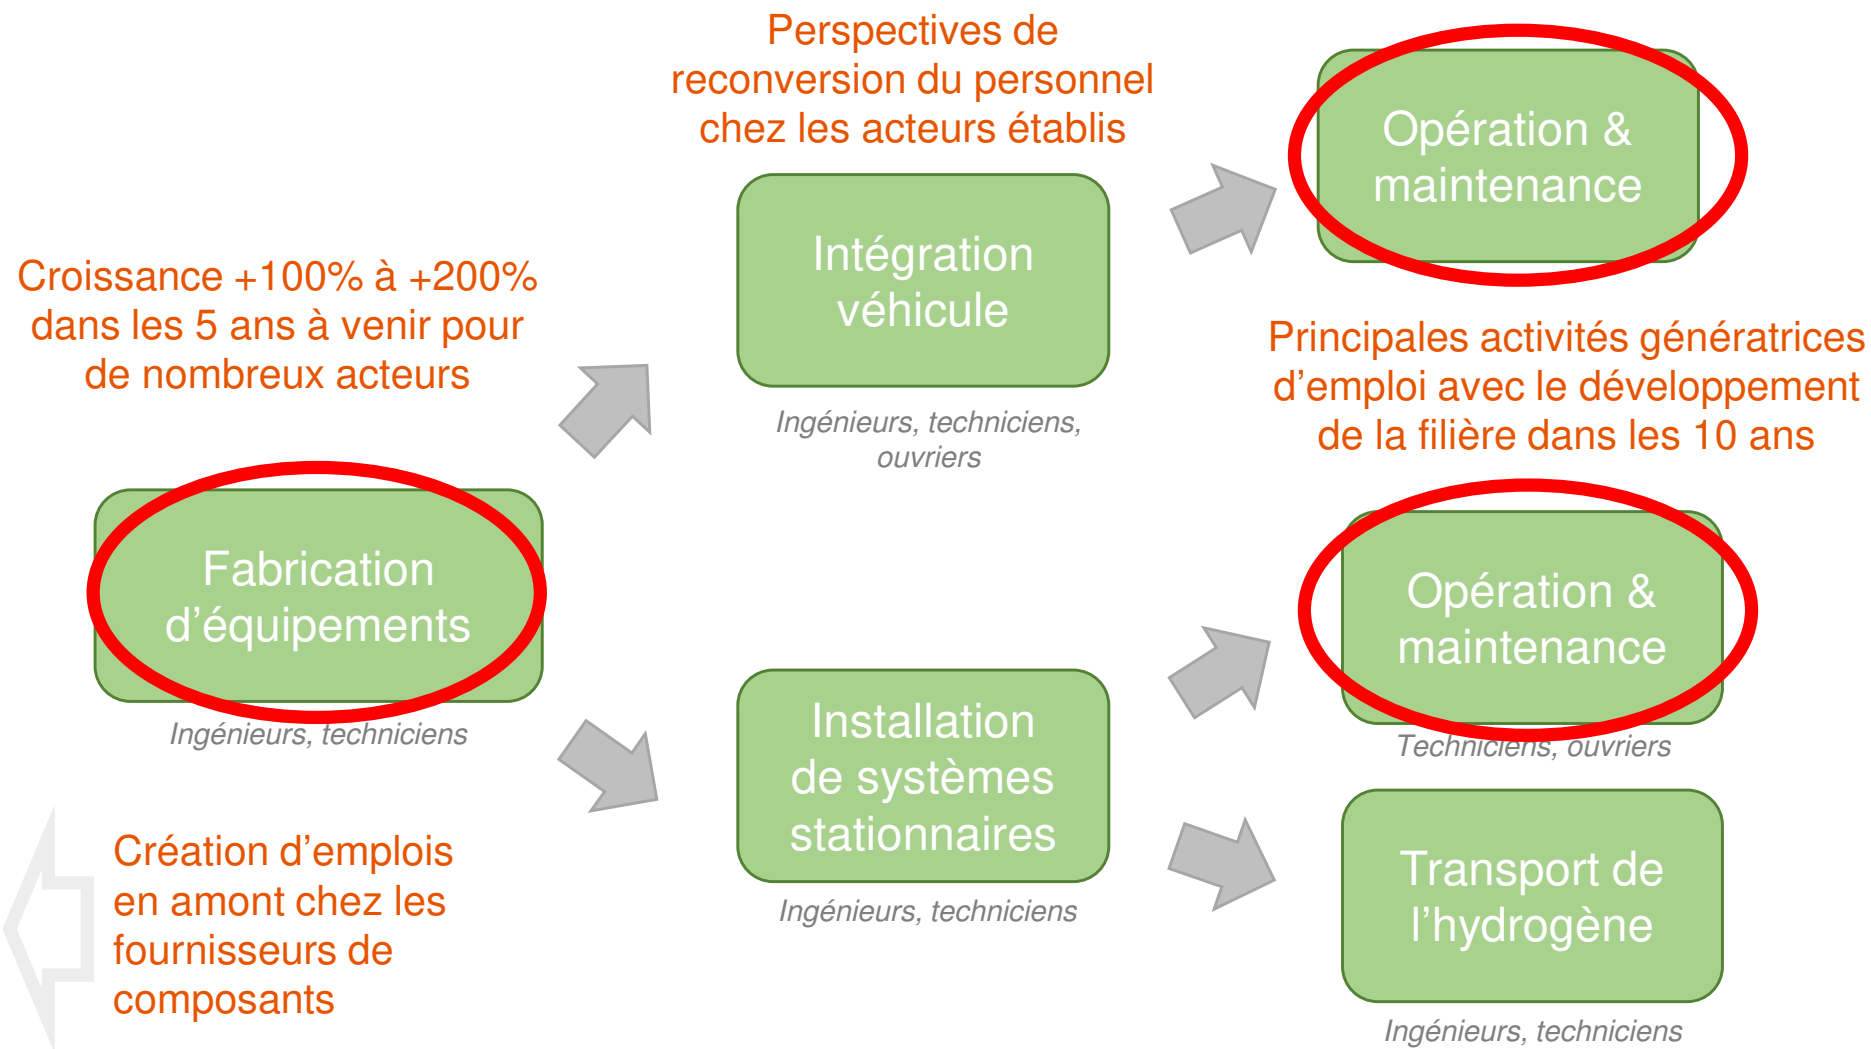 Perspectives de
reconversion du personnel
chez les acteurs établis
Opération &
maintenance
Intégration
véhicule
Ingénieurs, techniciens,
ouvriers
Croissance +100% à +200%
dans les 5 ans à venir pour
de nombreux acteurs
Principales activités génératrices
d’emploi avec le développement
de la filière dans les 10 ans
Fabrication
d’équipements
Ingénieurs, techniciens
Opération &
maintenance
Techniciens, ouvriers
Installation
de systèmes
stationnaires
Ingénieurs, techniciens
Création d’emplois
en amont chez les
fournisseurs de
composants
Transport de
l’hydrogène
Ingénieurs, techniciens